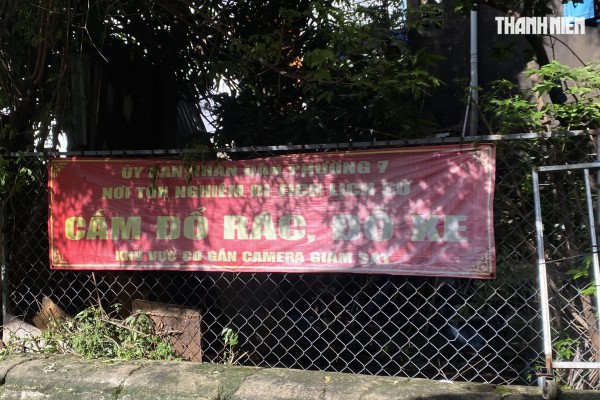 THANH NIÊN
ỦY BAN NHÂN DÂN PHƯỜNG 7
NƠI TÔN NGHIÊM DI TÍCH LỊCH SỬ
CẤM ĐỔ RÁC, ĐỖ XE
KHU VỰC CÓ GẮN CAMERA GIÁM SÁT